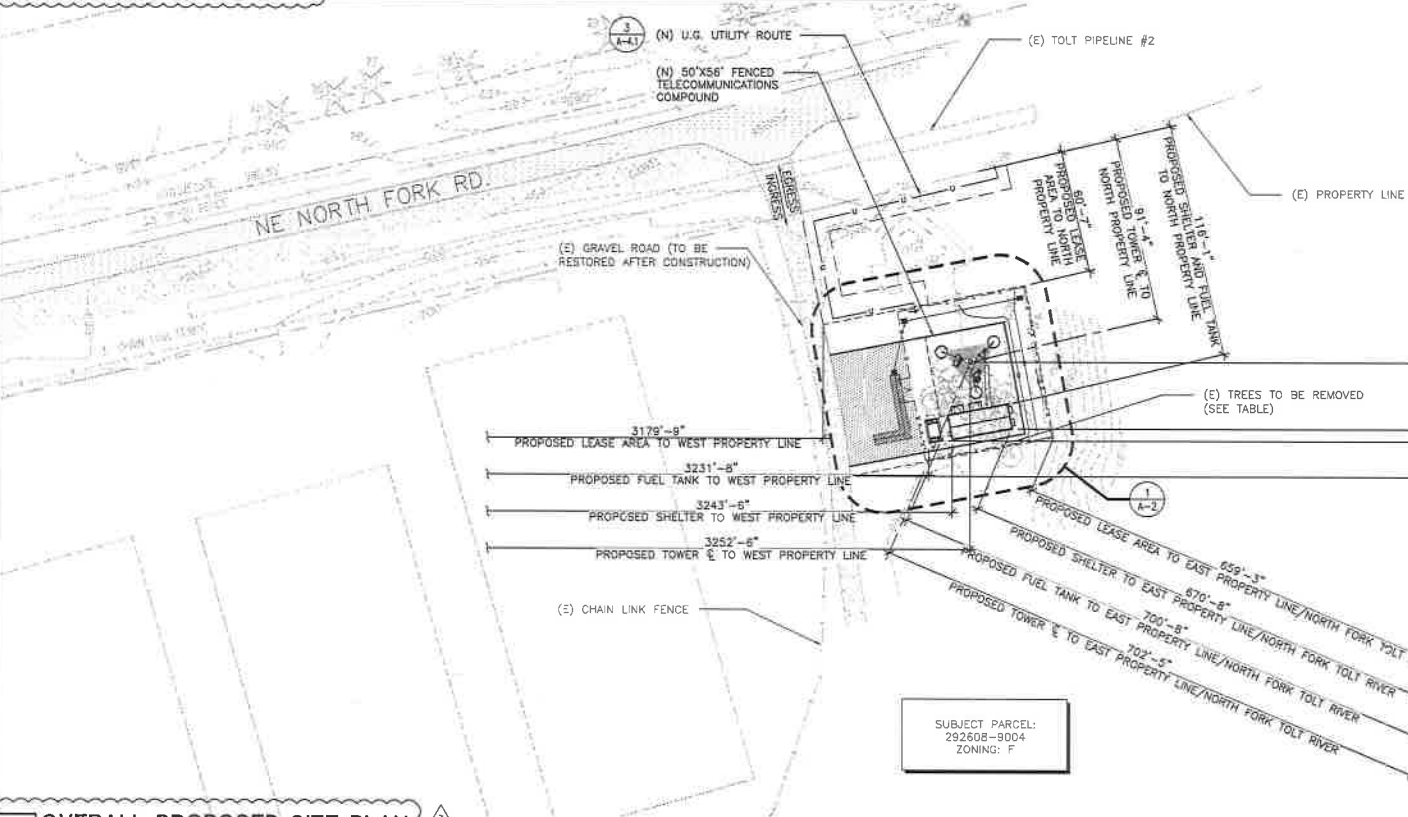 3
A-4.1
(N) U.G. UTILITY ROUTE
(E) TOLT PIPELINE #2
(N) 50'X56' FENCED
TELECOMMUNICATIONS
COMPOUND
NE NORTH FORK RD.
EGRESS
INGRESS
(E) PROPERTY LINE
60'-7"
PROPOSED LEASE
AREA TO NORTH
PROPERTY LINE
91'-4"
PROPOSED TOWER ℄ TO
NORTH PROPERTY LINE
116'-1"
PROPOSED SHELTER AND FUEL TANK
TO NORTH PROPERTY LINE
(E) GRAVEL ROAD (TO BE
RESTORED AFTER CONSTRUCTION)
(E) TREES TO BE REMOVED
(SEE TABLE)
3179'-9"
PROPOSED LEASE AREA TO WEST PROPERTY LINE
3231'-8"
PROPOSED FUEL TANK TO WEST PROPERTY LINE
3243'-6"
PROPOSED SHELTER TO WEST PROPERTY LINE
3252'-6"
PROPOSED TOWER ℄ TO WEST PROPERTY LINE
1
A-2
659'-3"
PROPOSED LEASE AREA TO EAST PROPERTY LINE/NORTH FORK TOLT
670'-8"
PROPOSED SHELTER TO EAST PROPERTY LINE/NORTH FORK TOLT RIVER
700'-8"
PROPOSED FUEL TANK TO EAST PROPERTY LINE/NORTH FORK TOLT RIVER
702'-5"
PROPOSED TOWER ℄ TO EAST PROPERTY LINE/NORTH FORK TOLT RIVER
(E) CHAIN LINK FENCE
SUBJECT PARCEL:
292608-9004
ZONING: F
OVERALL PROPOSED SITE PLAN